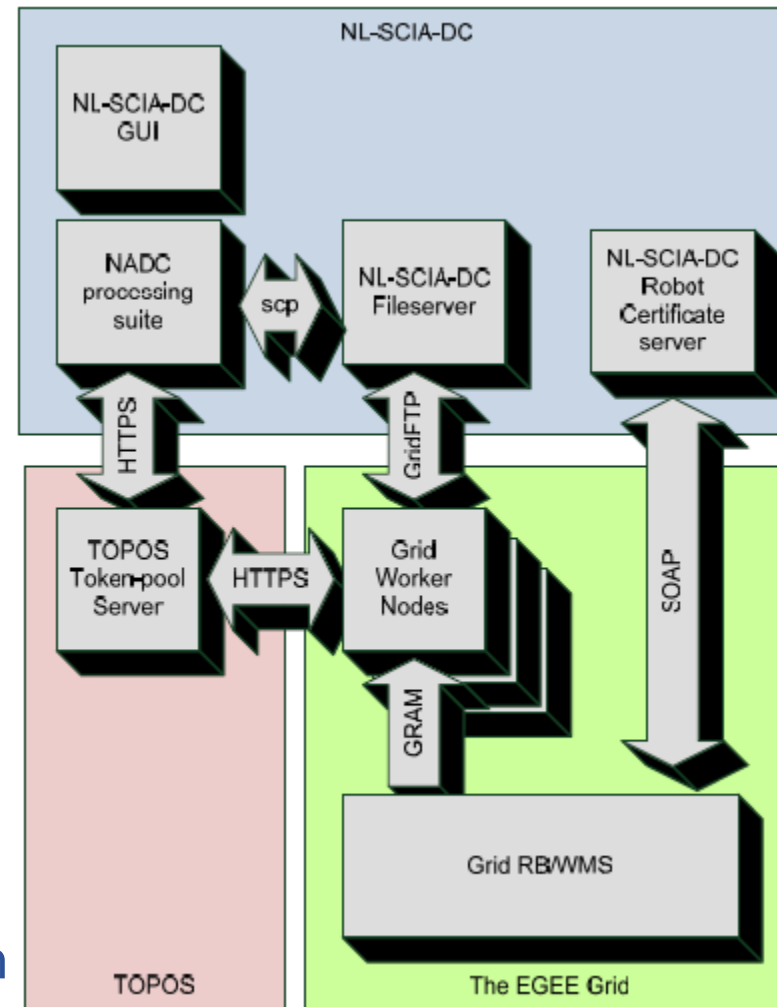 NL-SCIA-DC
NL-SCIA-DC
GUI
NADC
processing
suite
scp
NL-SCIA-DC
Fileserver
NL-SCIA-DC
Robot
Certificate
server
HTTPS
GridFTP
SOAP
TOPOS
Token-pool
Server
HTTPS
Grid
Worker
Nodes
GRAM
Grid RB/WMS
n
TOPOS
The EGEE Grid